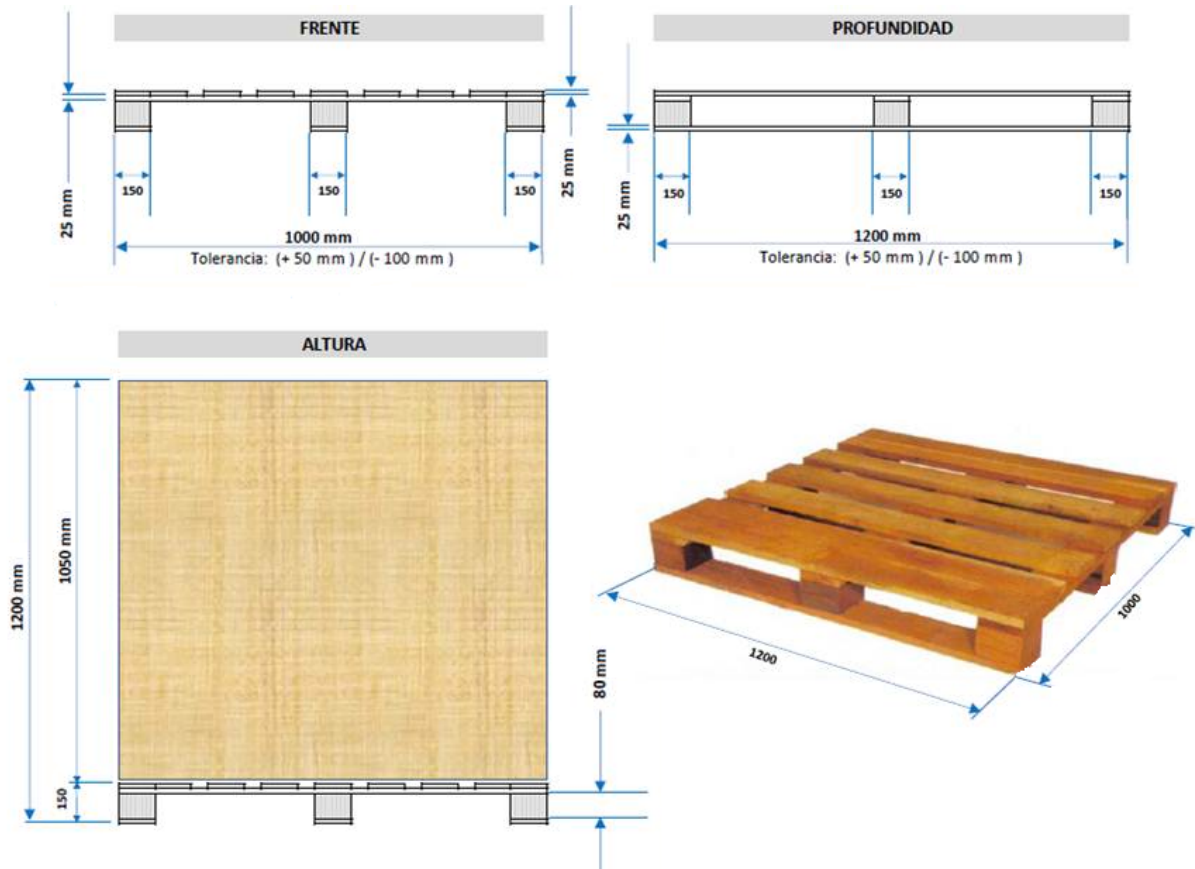 FRENTE
25 mm
150
150
150
25 mm
1000 mm
Tolerancia: (+ 50 mm ) / (- 100 mm )
PROFUNDIDAD
25 mm
150
150
150
1200 mm
Tolerancia: (+ 50 mm ) / (- 100 mm )
ALTURA
1200 mm
1050 mm
150
80 mm
1200
1000